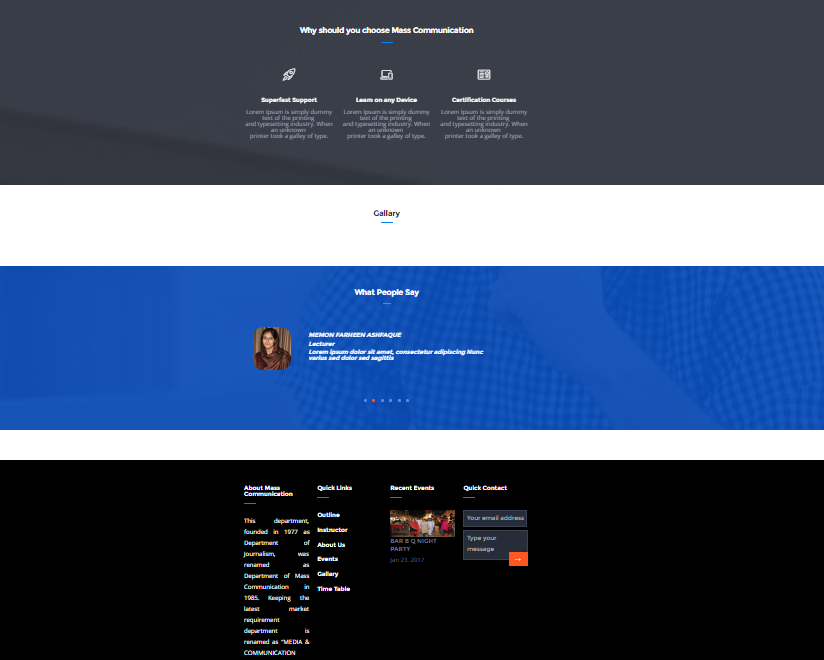 Why should you choose Mass Communication
Superfast Support
Lorem Ipsum is simply dummy
text of the printing
and typesetting industry. When
an unknown
printer took a galley of type.
Learn on any Device
Lorem Ipsum is simply dummy
text of the printing
and typesetting industry. When
an unknown
printer took a galley of type.
Certification Courses
Lorem Ipsum is simply dummy
text of the printing
and typesetting industry. When
an unknown
printer took a galley of type.
Gallary
What People Say
MEMON FARHEEN ASHFAQUE
Lecturer
Lorem ipsum dolor sit amet, consectetur adipiscing Nunc
varius sed dolor sed sagittis
About Mass
Communication
This department,
founded in 1977 as
Department of
Journalism, was
renamed as
Department of Mass
Communication in
1985. Keeping the
latest market
requirement
department is
renamed as "MEDIA &
COMMUNICATION
Quick Links
Outline
Instructor
About Us
Events
Gallary
Time Table
Recent Events
BAR B Q NIGHT
PARTY
Jan 23, 2017
Quick Contact
Your email address
Type your
message
→